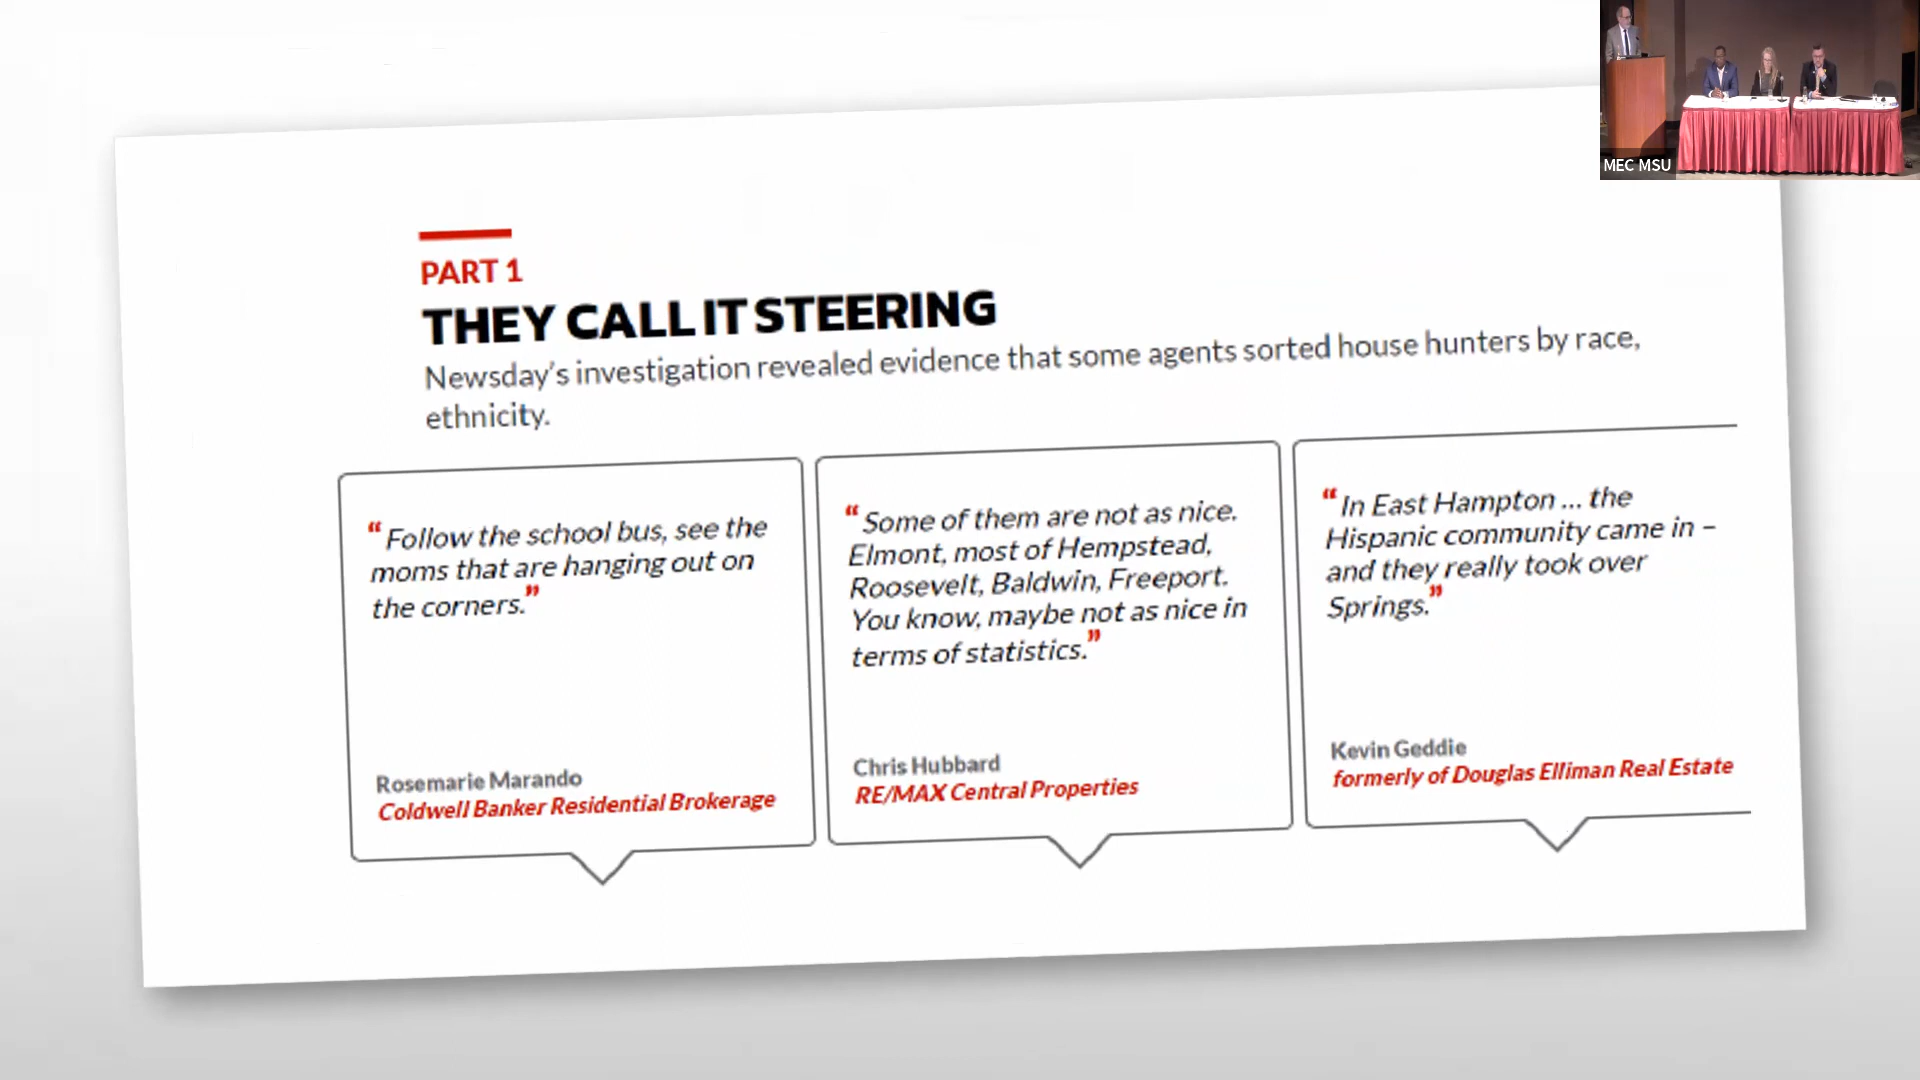 MEC MSU
PART 1
THEY CALL IT STEERING
Newsday's investigation revealed evidence that some agents sorted house hunters by race,
ethnicity.
“Follow the school bus, see the
moms that are hanging out on
the corners.”
Rosemarie Marando
Coldwell Banker Residential Brokerage
“Some of them are not as nice.
Elmont, most of Hempstead,
Roosevelt, Baldwin, Freeport.
You know, maybe not as nice in
terms of statistics.”
Chris Hubbard
RE/MAX Central Properties
“In East Hampton ... the
Hispanic community came in –
and they really took over
Springs.”
Kevin Geddie
formerly of Douglas Elliman Real Estate